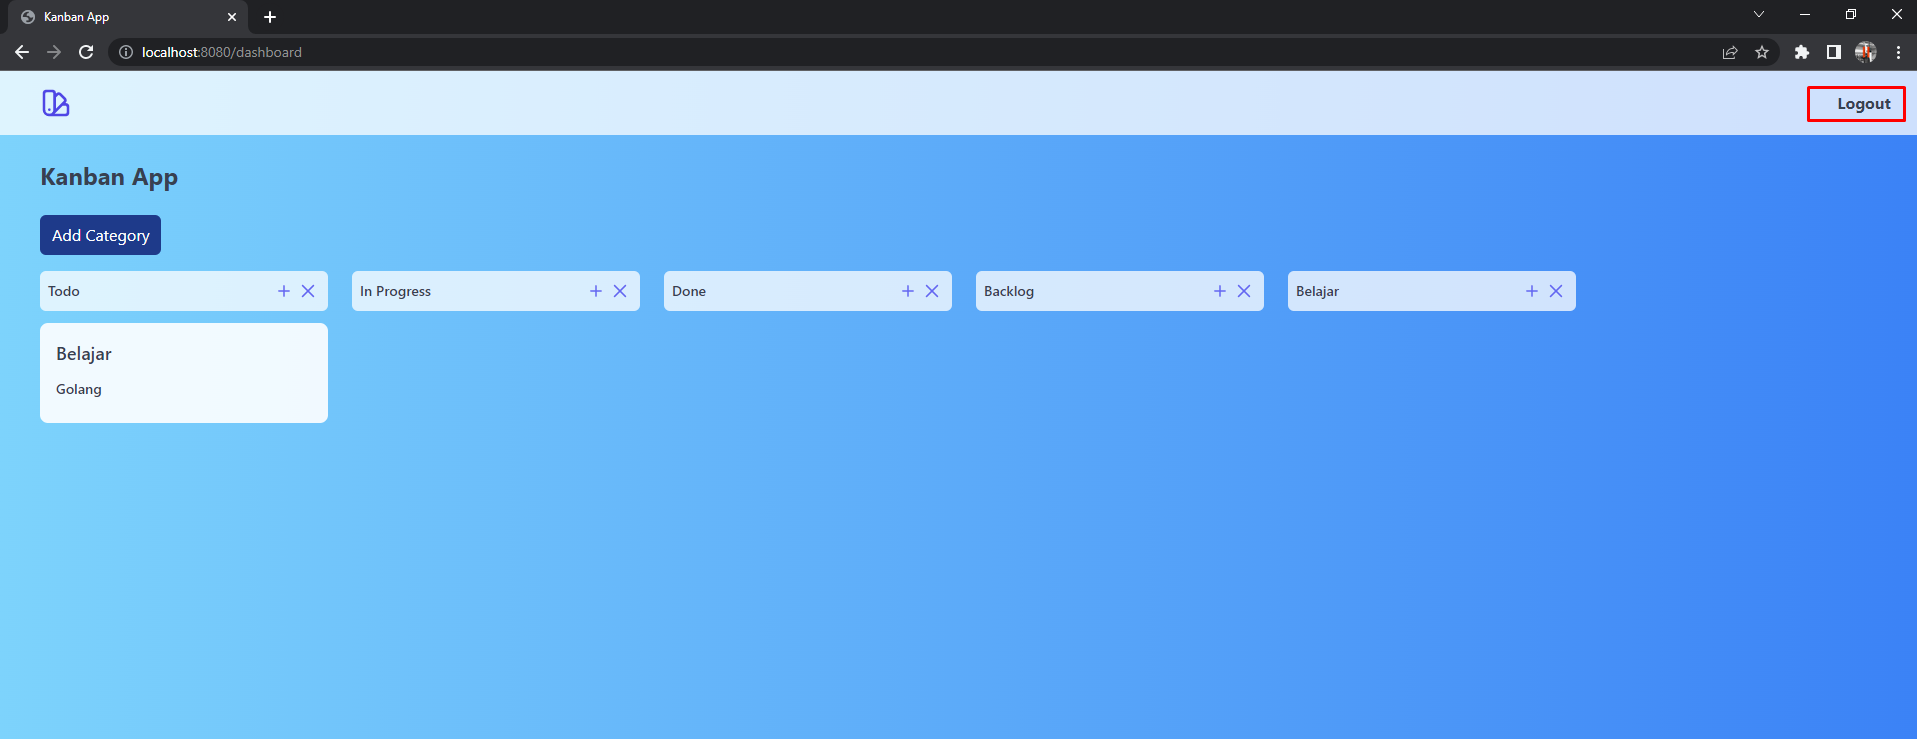 Kanban App
localhost:8080/dashboard
Logout
Kanban App
Add Category
Todo
In Progress
Done
Backlog
Belajar
Belajar
Golang